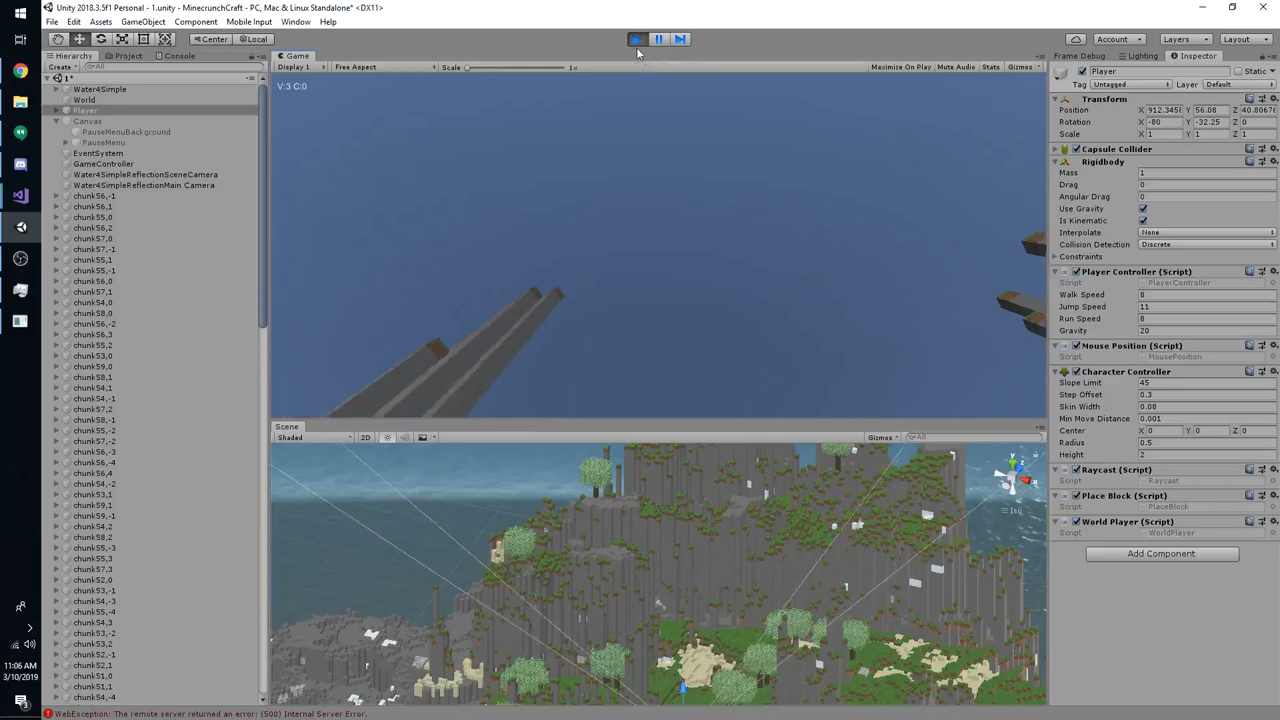 Unity 2018.3.5f1 Personal - 1.unity - MinecrunchCraft - PC, Mac & Linux Standalone* <DX11>
File Edit Assets GameObject Component Mobile Input Window Help
Center Local Account Layers Layout
Hierarchy Project Console
Create All
1*
Water4Simple
World
Player
Canvas
PauseMenuBackground
PauseMenu
EventSystem
GameController
Water4SimpleReflectionSceneCamera
Water4SimpleReflectionMain Camera
chunk56,-1
chunk56,1
chunk55,0
chunk56,2
chunk57,0
chunk57,-1
chunk55,1
chunk55,-1
chunk56,0
chunk57,1
chunk54,0
chunk58,0
chunk56,-2
chunk56,3
chunk55,2
chunk53,0
chunk59,0
chunk58,1
chunk54,1
chunk54,-1
chunk57,2
chunk58,-1
chunk55,-2
chunk57,-2
chunk56,-3
chunk56,-4
chunk56,4
chunk54,-2
chunk53,1
chunk59,1
chunk59,-1
chunk54,2
chunk58,2
chunk55,-3
chunk55,3
chunk57,3
chunk52,0
chunk53,-1
chunk54,-3
chunk55,-4
chunk54,3
chunk53,-2
chunk53,2
chunk52,-1
chunk52,1
chunk51,0
chunk51,1
chunk54,-4
Game
Display 1 Free Aspect Scale 1x Maximize On Play Mute Audio Stats Gizmos
V:3 C:0
Scene
Shaded 2D Gizmos All
y
x
Iso
Frame Debug Lighting Inspector
Player Static
Tag Untagged Layer Default
Transform
Position X 912.345 Y 56.08 Z 40.8067
Rotation X -80 Y -32.25 Z 0
Scale X 1 Y 1 Z 1
Capsule Collider
Rigidbody
Mass 1
Drag 0
Angular Drag 0
Use Gravity
Is Kinematic
Interpolate None
Collision Detection Discrete
Constraints
Player Controller (Script)
Script PlayerController
Walk Speed 8
Jump Speed 11
Run Speed 8
Gravity 20
Mouse Position (Script)
Script MousePosition
Character Controller
Slope Limit 45
Step Offset 0.3
Skin Width 0.08
Min Move Distance 0.001
Center X 0 Y 0 Z 0
Radius 0.5
Height 2
Raycast (Script)
Script Raycast
Place Block (Script)
Script PlaceBlock
World Player (Script)
Script WorldPlayer
Add Component
11:06 AM
3/10/2019
3
WebException: The remote server returned an error: (500) Internal Server Error.